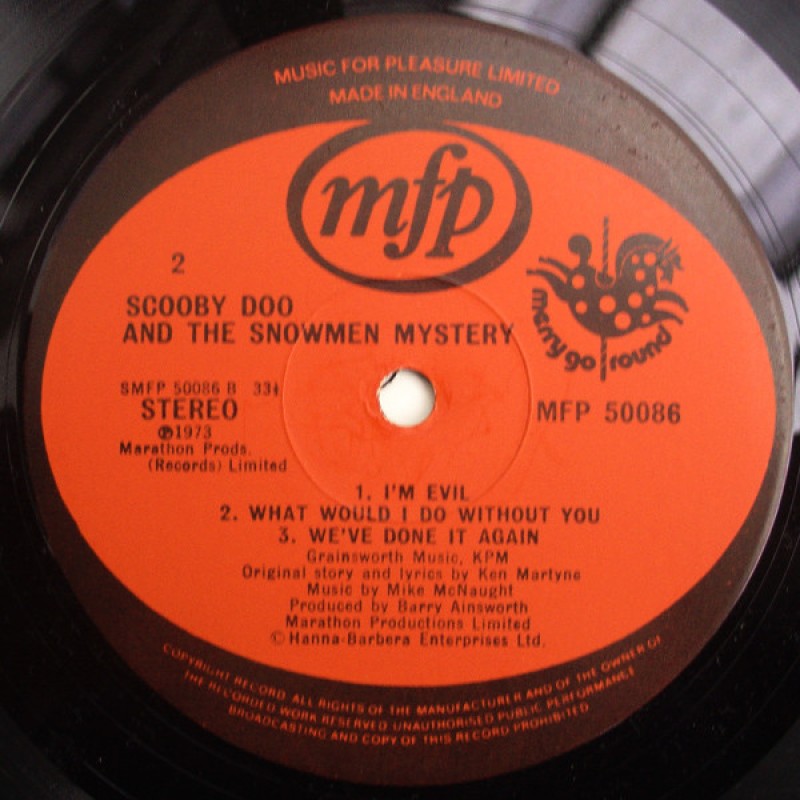 MUSIC FOR PLEASURE LIMITED
MADE IN ENGLAND
mfp
2
SCOOBY DOO
AND THE SNOWMEN MYSTERY
merry go round
SMFP 50086 B 33⅓
STEREO
MFP 50086
℗1973
Marathon Prods.
(Records) Limited
1. I'M EVIL
2. WHAT WOULD I DO WITHOUT YOU
3. WE'VE DONE IT AGAIN
Grainsworth Music, KPM
Original story and lyrics by Ken Martyne
Music by Mike McNaught
Produced by Barry Ainsworth
Marathon Productions Limited
©Hanna-Barbera Enterprises Ltd.
COPYRIGHT RECORD. ALL RIGHTS OF THE MANUFACTURER AND OF THE OWNER OF
THE RECORDED WORK RESERVED UNAUTHORISED PUBLIC PERFORMANCE
BROADCASTING AND COPY OF THIS RECORD PROHIBITED